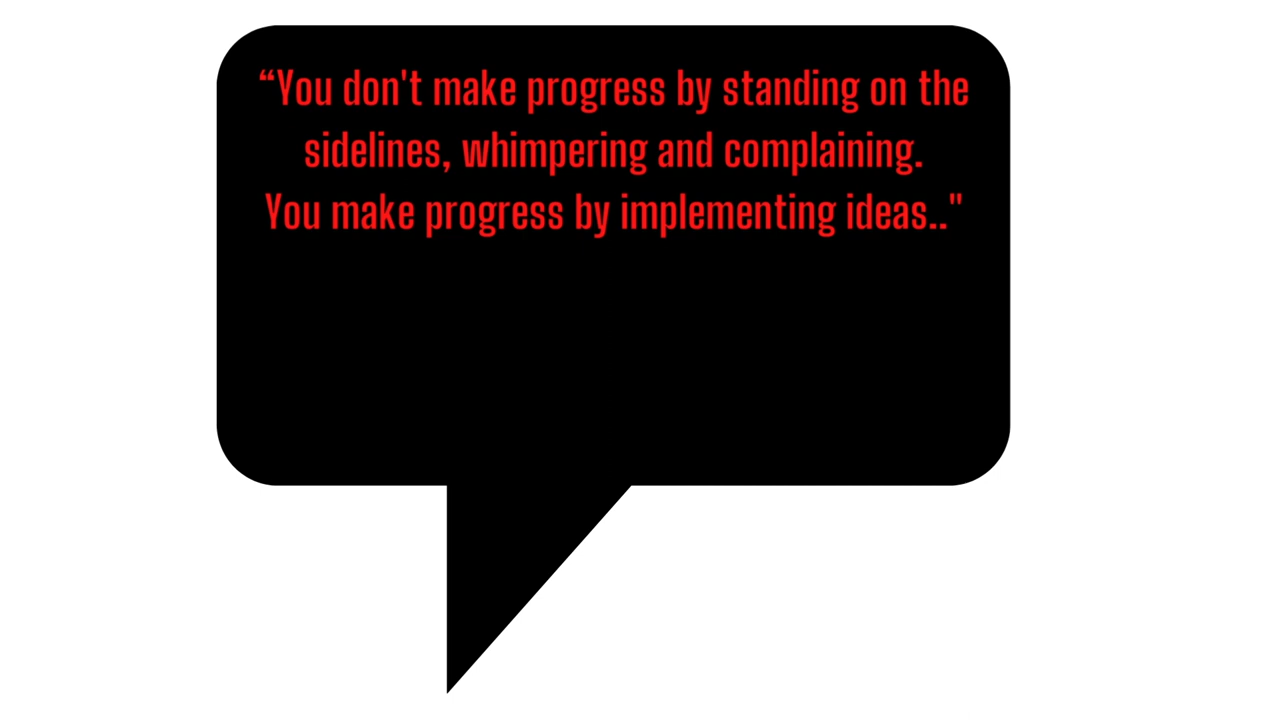 “You don't make progress by standing on the
sidelines, whimpering and complaining.
You make progress by implementing ideas.."